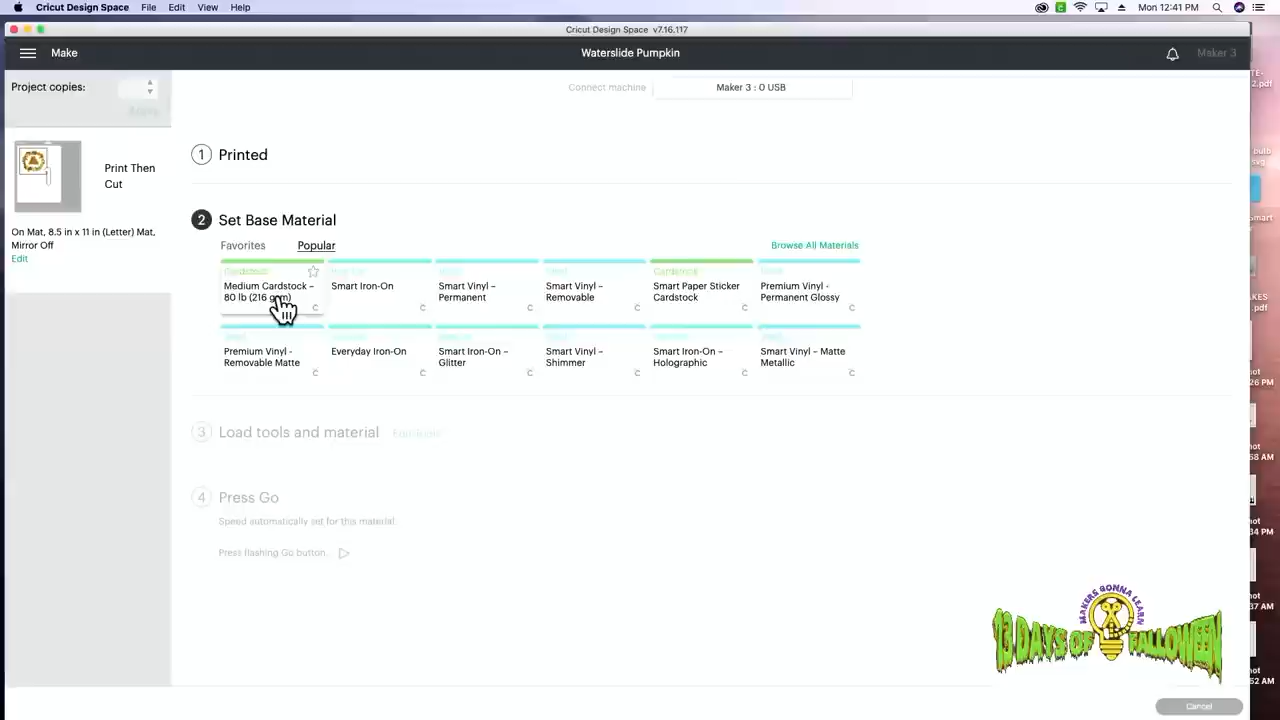 Cricut Design Space File Edit View Help
Mon 12:41 PM
Cricut Design Space v7.16.117
Make
Waterslide Pumpkin
Maker 3
Project copies:
Connect machine
Maker 3 : 0 USB
1 Printed
Print Then
Cut
On Mat, 8.5 in x 11 in (Letter) Mat,
Mirror Off
Edit
2 Set Base Material
Favorites
Popular
Browse All Materials
Cardstock
Medium Cardstock –
80 lb (216 gsm)
Smart Iron-On
Smart Vinyl –
Permanent
Smart Vinyl –
Removable
Cardstock
Smart Paper Sticker
Cardstock
Premium Vinyl -
Permanent Glossy
Premium Vinyl -
Removable Matte
Everyday Iron-On
Smart Iron-On –
Glitter
Smart Vinyl –
Shimmer
Smart Iron-On –
Holographic
Smart Vinyl – Matte
Metallic
3 Load tools and material
4 Press Go
Speed automatically set for this material
Press flashing Go button.
MAKERS GONNA LEARN
13 DAYS OF FALLOWEEN
Cancel